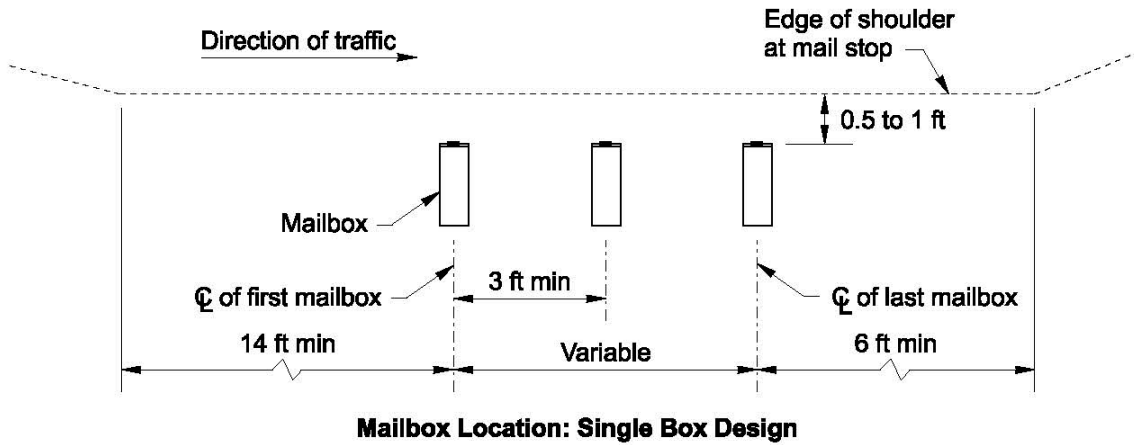 Direction of traffic
Edge of shoulder
at mail stop
0.5 to 1 ft
Mailbox
3 ft min
℄ of first mailbox
℄ of last mailbox
14 ft min
Variable
6 ft min
Mailbox Location: Single Box Design